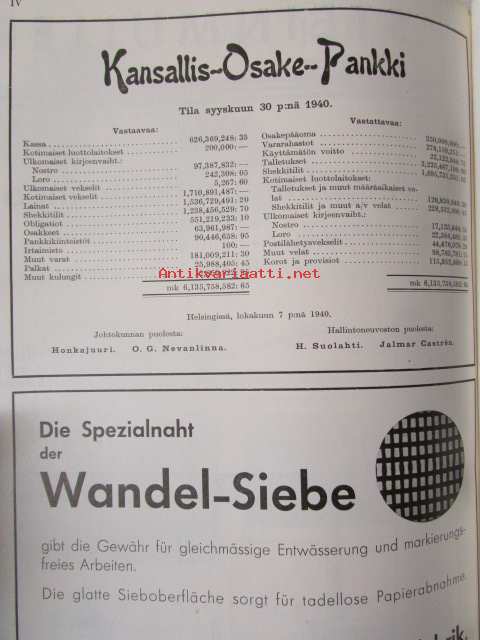 IV
Kansallis-Osake-Pankki
Tila syyskuun 30 p:nä 1940.
Vastaavaa:
Kassa 626,369,248: 35
Kotimaiset luottolaitokset 200,000:—
Ulkomaiset kirjeenvaiht.:
Nostro 97,387,832:—
Loro 242,308: 05
Ulkomaiset vekselit 5,267: 60
Kotimaiset vekselit 1,710,891,487:—
Lainat 1,536,729,491: 20
Shekkitilit 1,238,456,529: 70
Obligatiot 551,219,233: 10
Osakkeet 63,961,987:—
Pankkikiinteistöt 90,446,658: 95
Irtaimisto 100:—
Muut varat 181,009,211: 30
Palkat 25,988,405: 45
Muut kulungit
mk 6,135,758,582: 65
Vastattavaa:
Osakepääoma
Vararahastot
Käyttämätön voitto
Talletukset
Shekkitilit
Kotimaiset luottolaitokset:
Talletukset ja muut määräaikaiset ve-
lat
Shekkitilit ja muut a/v velat
Ulkomaiset kirjeenvaiht.:
Nostro
Loro
Postilähetysvekselit
Muut velat
Korot ja provisiot
mk 6,135,758,582: 65
Antikvariaatti.net
Helsingissä, lokakuun 7 p:nä 1940.
Johtokunnan puolesta:
Honkajuuri. O. G. Nevanlinna.
Hallintoneuvoston puolesta:
H. Suolahti. Jalmar Castrén.
Die Spezialnaht
der
Wandel-Siebe
gibt die Gewähr für gleichmässige Entwässerung und markierungs-
freies Arbeiten.
Die glatte Sieboberfläche sorgt für tadellose Papierabnahme.